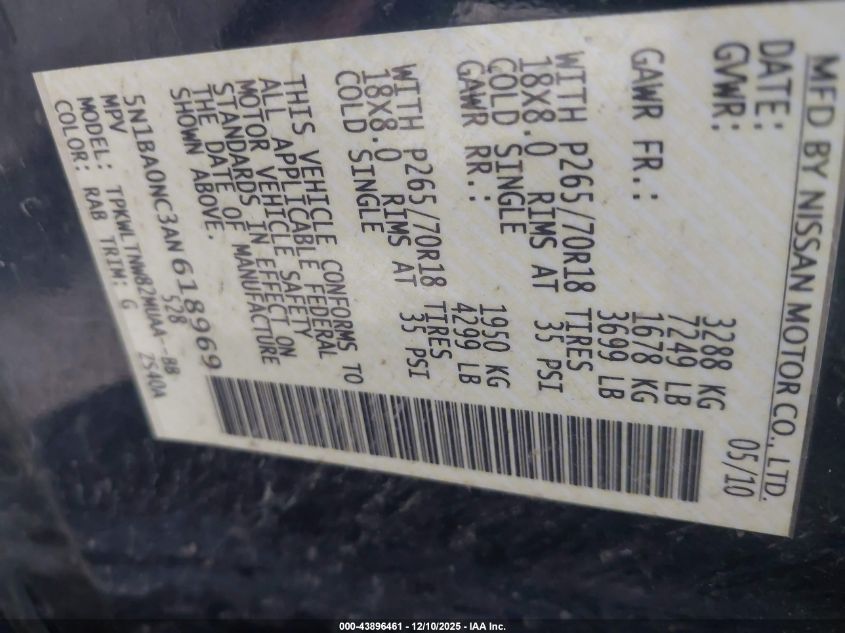 MFD BY NISSAN MOTOR CO., LTD.
DATE: 05/10
GVWR: 3288 KG
7249 LB
GAWR FR.: 1678 KG
3699 LB
WITH P265/70R18 TIRES
18X8.0 RIMS AT 35 PSI
COLD SINGLE
GAWR RR.: 1950 KG
4299 LB
WITH P265/70R18 TIRES
18X8.0 RIMS AT 35 PSI
COLD SINGLE
THIS VEHICLE CONFORMS TO
ALL APPLICABLE FEDERAL
MOTOR VEHICLE SAFETY
STANDARDS IN EFFECT ON
THE DATE OF MANUFACTURE
SHOWN ABOVE.
5N1BA0NC3AN618969
MPV 528
MODEL: TPKWLTNW82MUAA--BB
COLOR: RAB TRIM: G 2S40A
000-43896461 - 12/10/2025 - IAA Inc.